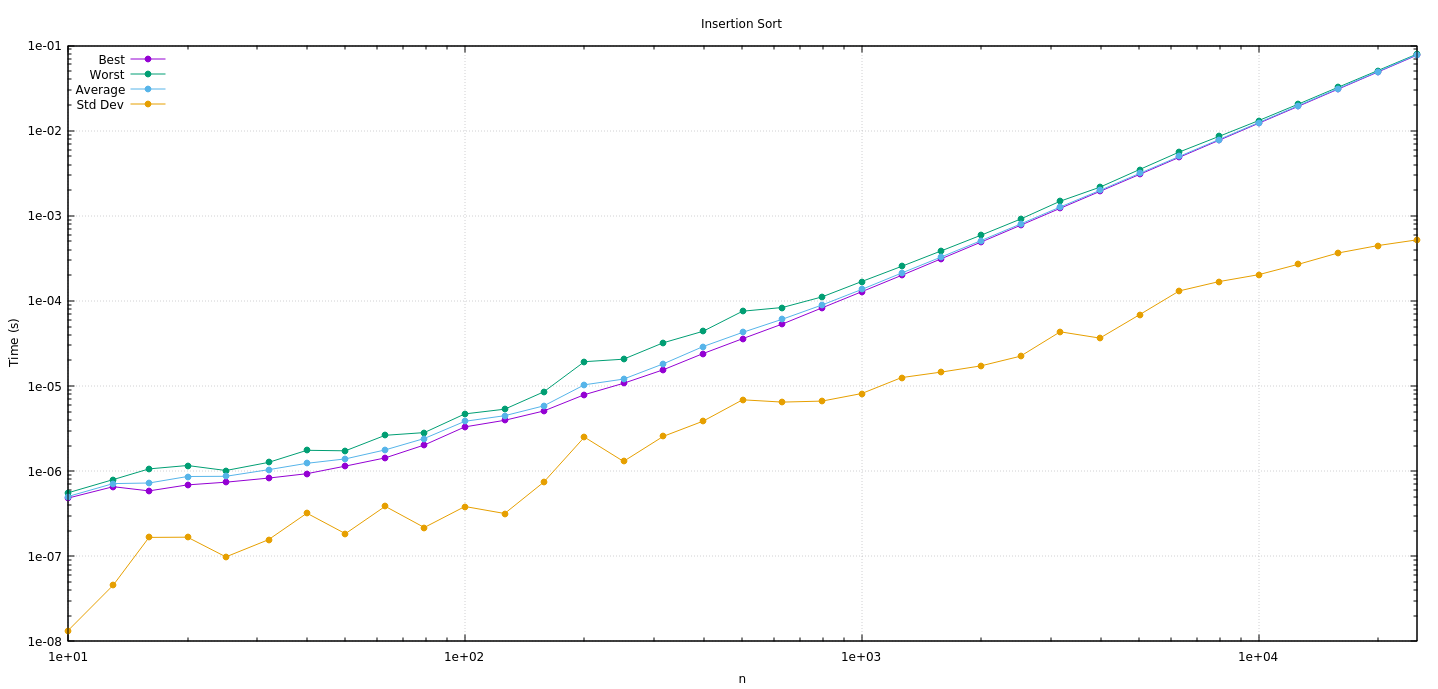 Insertion Sort
Best
Worst
Average
Std Dev
1e-01
1e-02
1e-03
1e-04
1e-05
1e-06
1e-07
1e-08
Time (s)
1e+01 1e+02 1e+03 1e+04
n